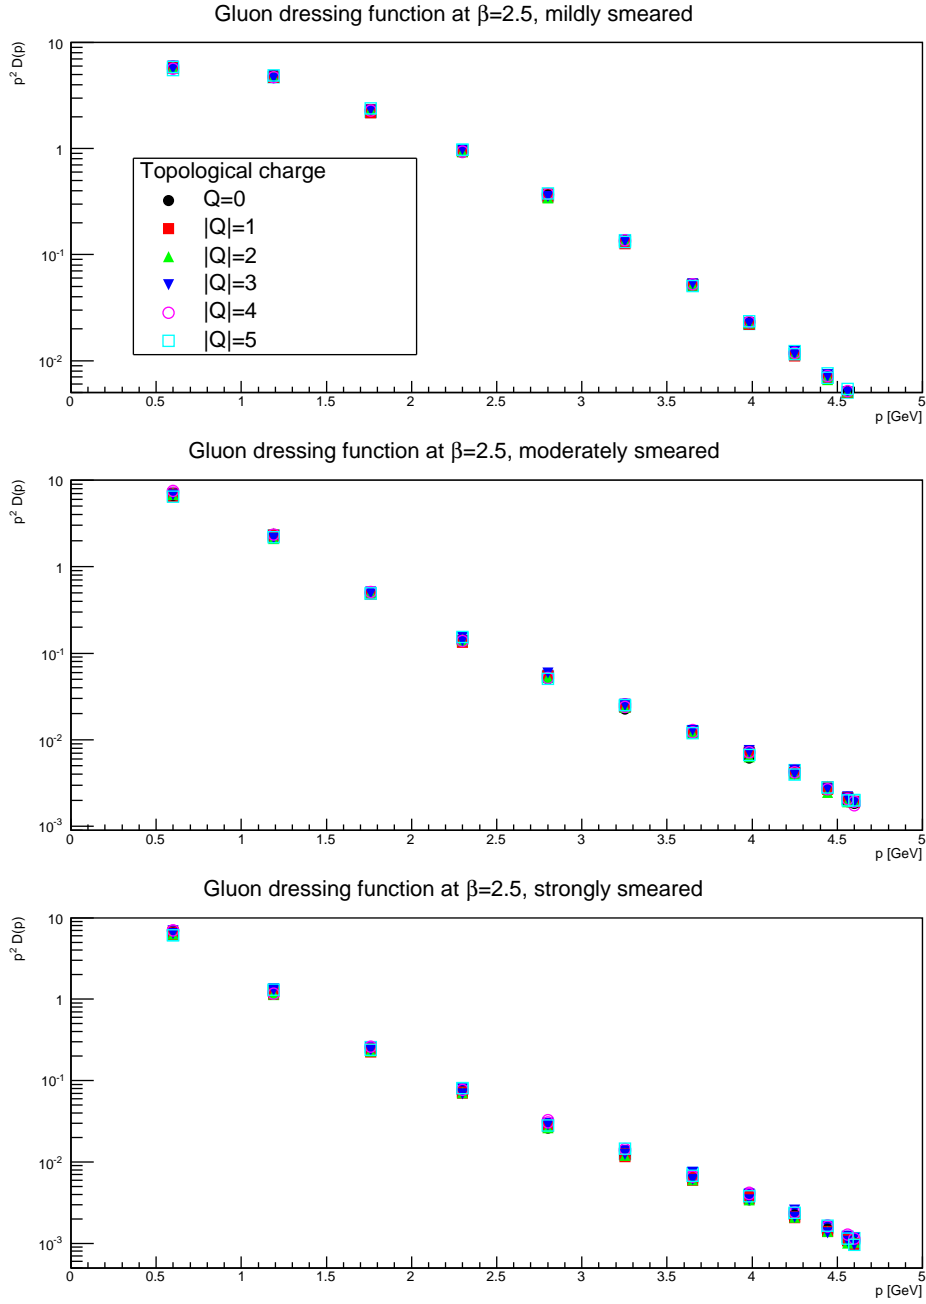 Gluon dressing function at β=2.5, mildly smeared
p² D(p)
10
1
10⁻¹
10⁻²
Topological charge
Q=0
|Q|=1
|Q|=2
|Q|=3
|Q|=4
|Q|=5
0 0.5 1 1.5 2 2.5 3 3.5 4 4.5 5
p [GeV]
Gluon dressing function at β=2.5, moderately smeared
p² D(p)
10
1
10⁻¹
10⁻²
10⁻³
0 0.5 1 1.5 2 2.5 3 3.5 4 4.5 5
p [GeV]
Gluon dressing function at β=2.5, strongly smeared
p² D(p)
10
1
10⁻¹
10⁻²
10⁻³
0 0.5 1 1.5 2 2.5 3 3.5 4 4.5 5
p [GeV]